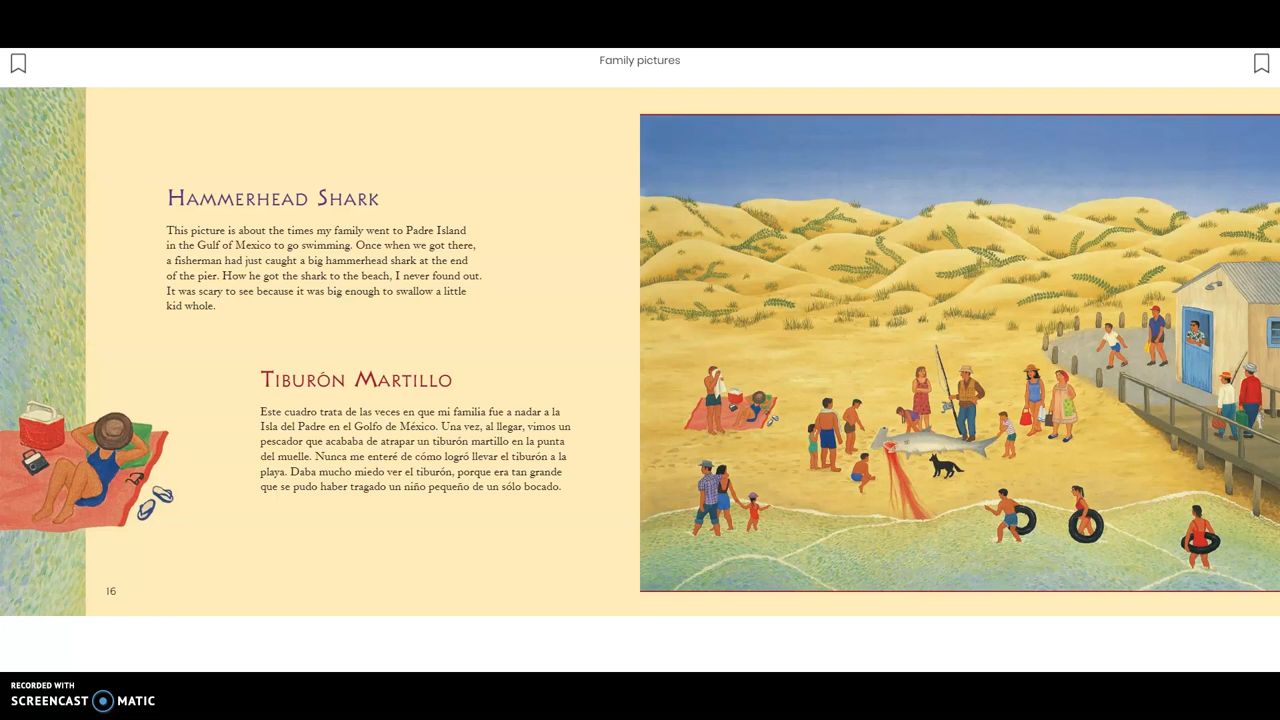 Family pictures
Hammerhead Shark
This picture is about the times my family went to Padre Island
in the Gulf of Mexico to go swimming. Once when we got there,
a fisherman had just caught a big hammerhead shark at the end
of the pier. How he got the shark to the beach, I never found out.
It was scary to see because it was big enough to swallow a little
kid whole.
Tiburón Martillo
Este cuadro trata de las veces en que mi familia fue a nadar a la
Isla del Padre en el Golfo de México. Una vez, al llegar, vimos un
pescador que acababa de atrapar un tiburón martillo en la punta
del muelle. Nunca me enteré de cómo logró llevar el tiburón a la
playa. Daba mucho miedo ver el tiburón, porque era tan grande
que se pudo haber tragado un niño pequeño de un sólo bocado.
16
RECORDED WITH
SCREENCAST MATIC